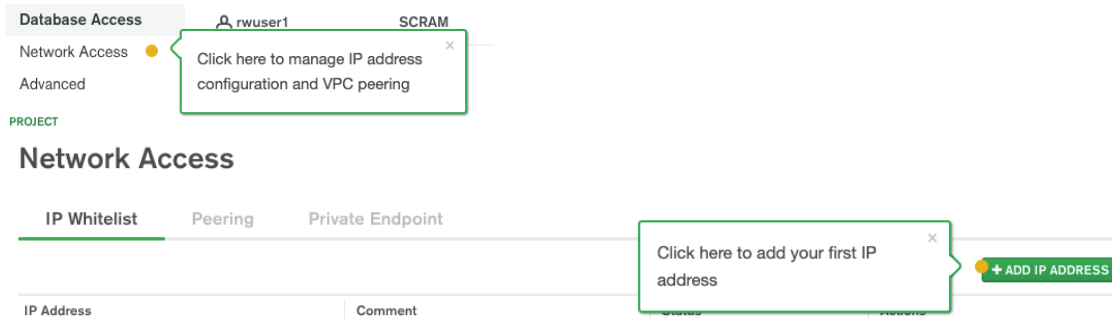 Database Access
rwuser1
SCRAM
Network Access
Click here to manage IP address
configuration and VPC peering
×
Advanced
PROJECT
Network Access
IP Whitelist
Peering
Private Endpoint
Click here to add your first IP
address
×
+ ADD IP ADDRESS
IP Address
Comment
Status
Actions